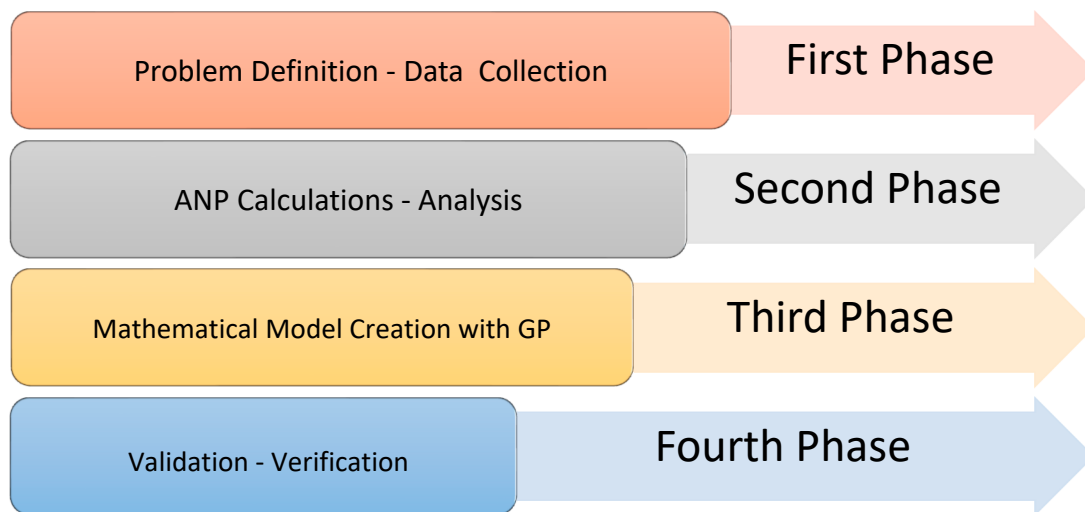 Problem Definition - Data Collection
First Phase
ANP Calculations - Analysis
Second Phase
Mathematical Model Creation with GP
Third Phase
Validation - Verification
Fourth Phase